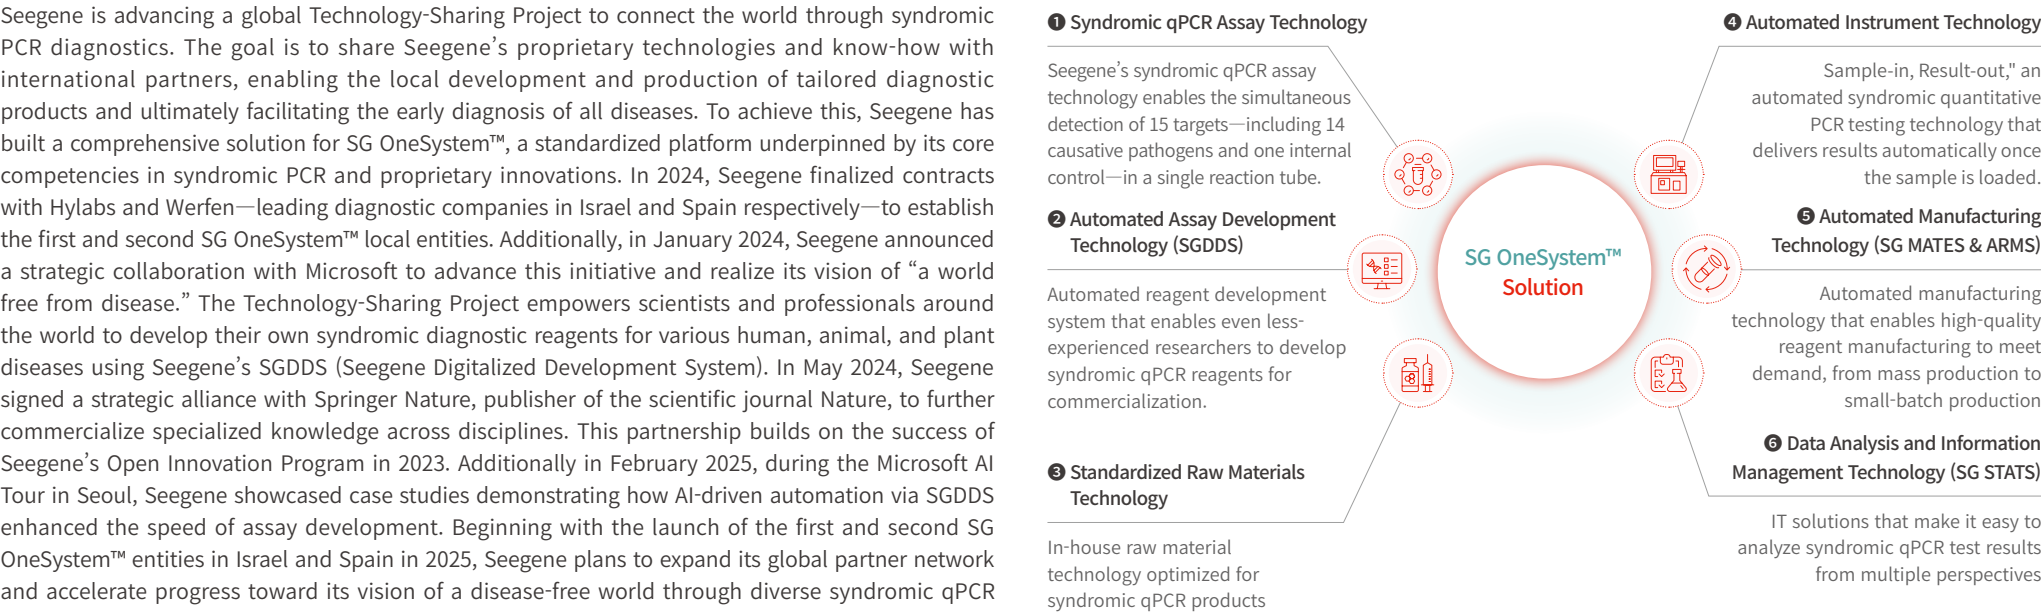 Seegene is advancing a global Technology-Sharing Project to connect the world through syndromic
PCR diagnostics. The goal is to share Seegene's proprietary technologies and know-how with
international partners, enabling the local development and production of tailored diagnostic
products and ultimately facilitating the early diagnosis of all diseases. To achieve this, Seegene has
built a comprehensive solution for SG OneSystem™, a standardized platform underpinned by its core
competencies in syndromic PCR and proprietary innovations. In 2024, Seegene finalized contracts
with Hylabs and Werfen—leading diagnostic companies in Israel and Spain respectively—to establish
the first and second SG OneSystem™ local entities. Additionally, in January 2024, Seegene announced
a strategic collaboration with Microsoft to advance this initiative and realize its vision of “a world
free from disease.” The Technology-Sharing Project empowers scientists and professionals around
the world to develop their own syndromic diagnostic reagents for various human, animal, and plant
diseases using Seegene's SGDDS (Seegene Digitalized Development System). In May 2024, Seegene
signed a strategic alliance with Springer Nature, publisher of the scientific journal Nature, to further
commercialize specialized knowledge across disciplines. This partnership builds on the success of
Seegene's Open Innovation Program in 2023. Additionally in February 2025, during the Microsoft AI
Tour in Seoul, Seegene showcased case studies demonstrating how AI-driven automation via SGDDS
enhanced the speed of assay development. Beginning with the launch of the first and second SG
OneSystem™ entities in Israel and Spain in 2025, Seegene plans to expand its global partner network
and accelerate progress toward its vision of a disease-free world through diverse syndromic qPCR
❶ Syndromic qPCR Assay Technology
Seegene's syndromic qPCR assay
technology enables the simultaneous
detection of 15 targets—including 14
causative pathogens and one internal
control—in a single reaction tube.
❷ Automated Assay Development
Technology (SGDDS)
Automated reagent development
system that enables even less-
experienced researchers to develop
syndromic qPCR reagents for
commercialization.
❸ Standardized Raw Materials
Technology
In-house raw material
technology optimized for
syndromic qPCR products
SG OneSystem™
Solution
❹ Automated Instrument Technology
Sample-in, Result-out," an
automated syndromic quantitative
PCR testing technology that
delivers results automatically once
the sample is loaded.
❺ Automated Manufacturing
Technology (SG MATES & ARMS)
Automated manufacturing
technology that enables high-quality
reagent manufacturing to meet
demand, from mass production to
small-batch production
❻ Data Analysis and Information
Management Technology (SG STATS)
IT solutions that make it easy to
analyze syndromic qPCR test results
from multiple perspectives